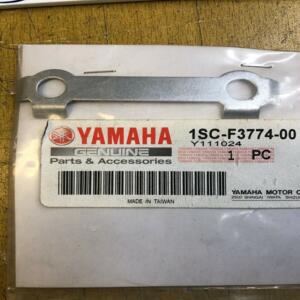 YAMAHA
GENUINE
Parts & Accessories
1SC-F3774-00
Y111024
1 PC
MADE IN TAIWAN
YAMAHA MOTOR C